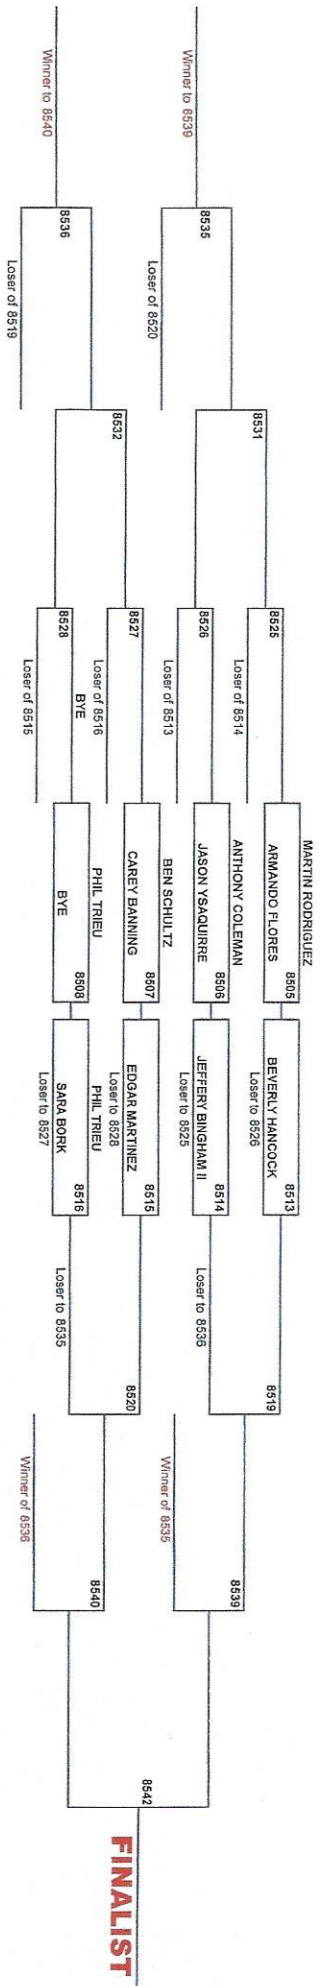 MARTIN RODRIGUEZ
8525
ARMANDO FLORES
8505
BEVERLY HANCOCK
8513
Loser to 8526
8531
Loser of 8514
8519
ANTHONY COLEMAN
8526
JASON YSAQUIRRE
8506
JEFFERY BINGHAM II
8514
Loser to 8525
8539
8535
Loser of 8513
Loser to 8536
Winner to 6539
Winner of 8535
Loser of 8520
BEN SCHULTZ
8527
CAREY BANNING
8507
EDGAR MARTINEZ
8515
Loser to 8528
8542
FINALIST
8532
Loser of 8516
8520
BYE
PHIL TRIEU
PHIL TRIEU
8528
BYE
8508
SARA BORK
8516
Loser to 8527
8540
8536
Loser of 8515
Loser to 8535
Winner to 8540
Winner of 8536
Loser of 8519